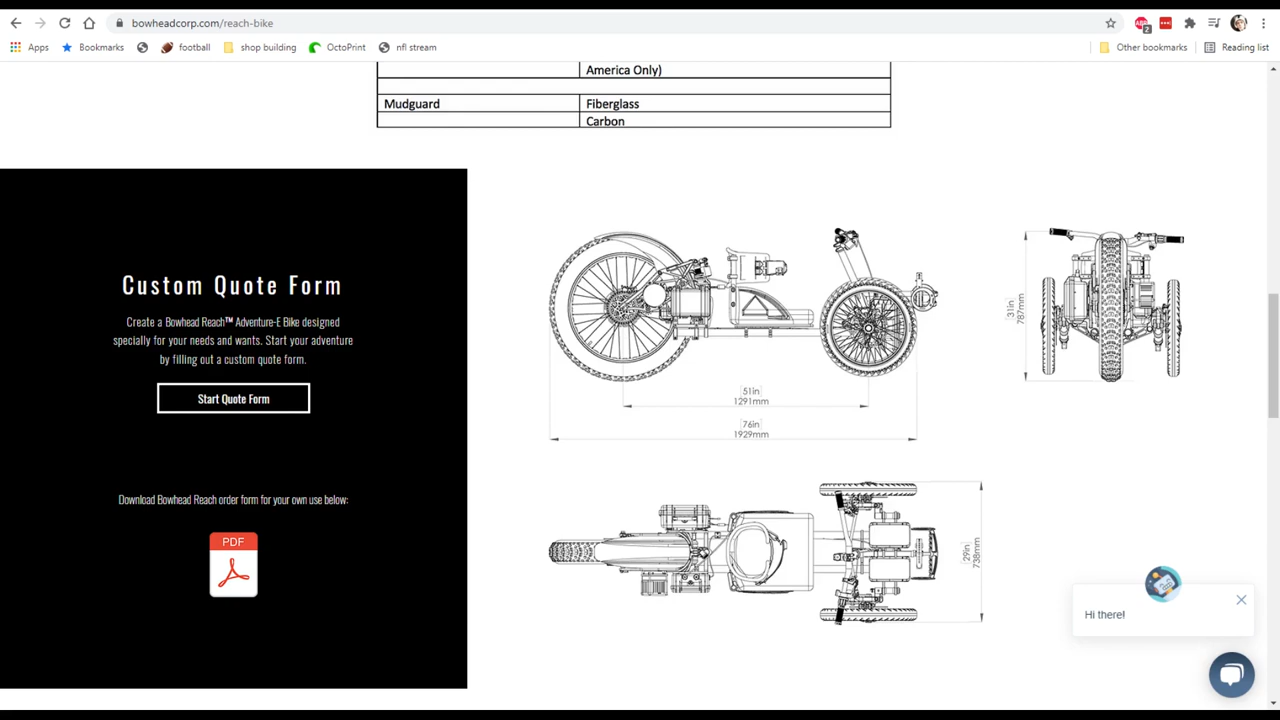 bowheadcorp.com/reach-bike
ABP
2
Apps
Bookmarks
football
shop building
OctoPrint
nfl stream
Other bookmarks
Reading list
America Only)
Mudguard
Fiberglass
Carbon
Custom Quote Form
Create a Bowhead Reach™ Adventure-E Bike designed
specially for your needs and wants. Start your adventure
by filling out a custom quote form.
Start Quote Form
Download Bowhead Reach order form for your own use below:
PDF
51in
1291mm
76in
1929mm
31in
787mm
29in
738mm
Hi there!